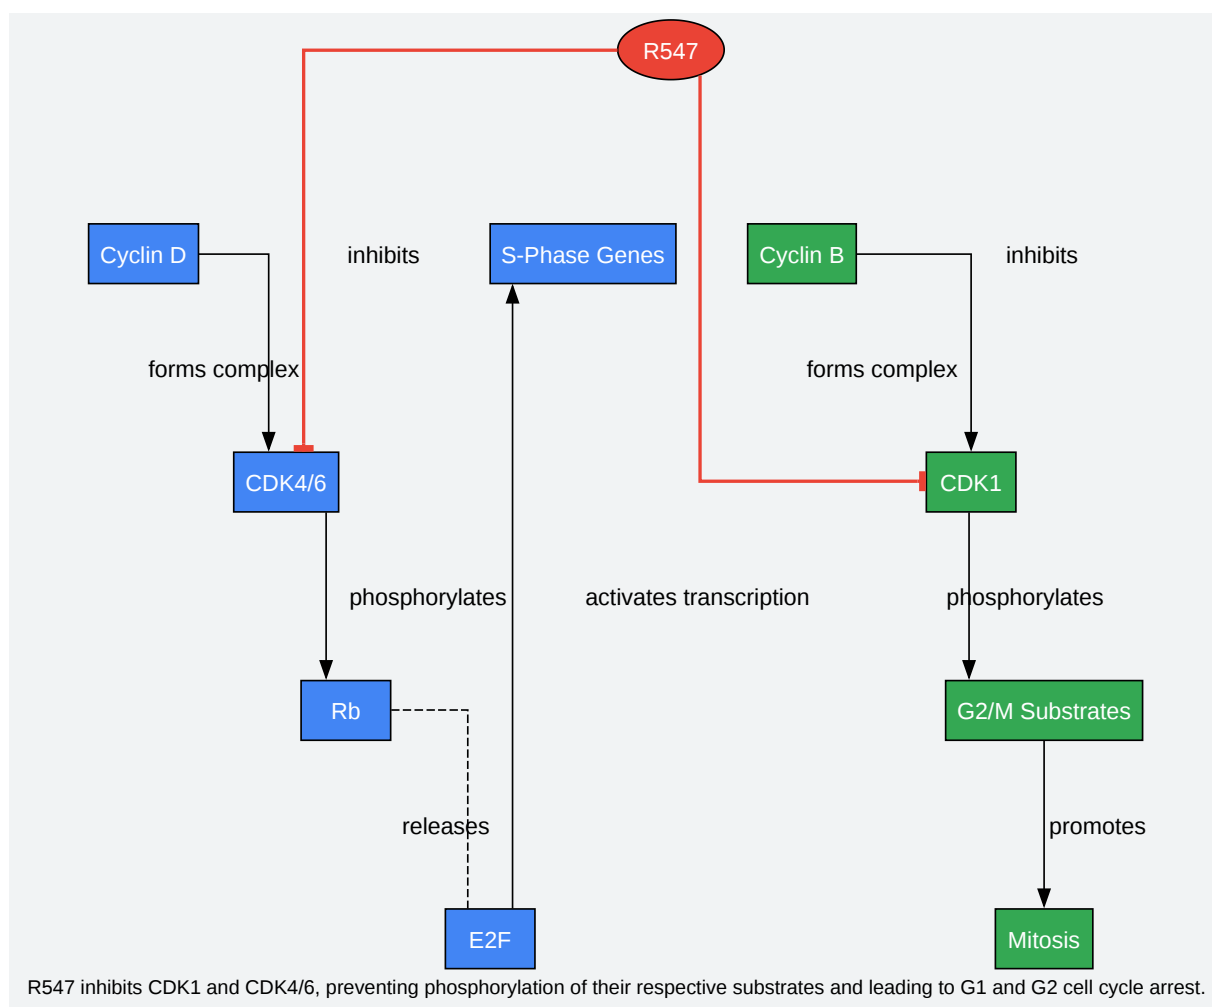 R547
Cyclin D
inhibits
S-Phase Genes
Cyclin B
inhibits
forms complex
forms complex
CDK4/6
CDK1
phosphorylates
activates transcription
phosphorylates
Rb
G2/M Substrates
releases
promotes
E2F
Mitosis
R547 inhibits CDK1 and CDK4/6, preventing phosphorylation of their respective substrates and leading to G1 and G2 cell cycle arrest.